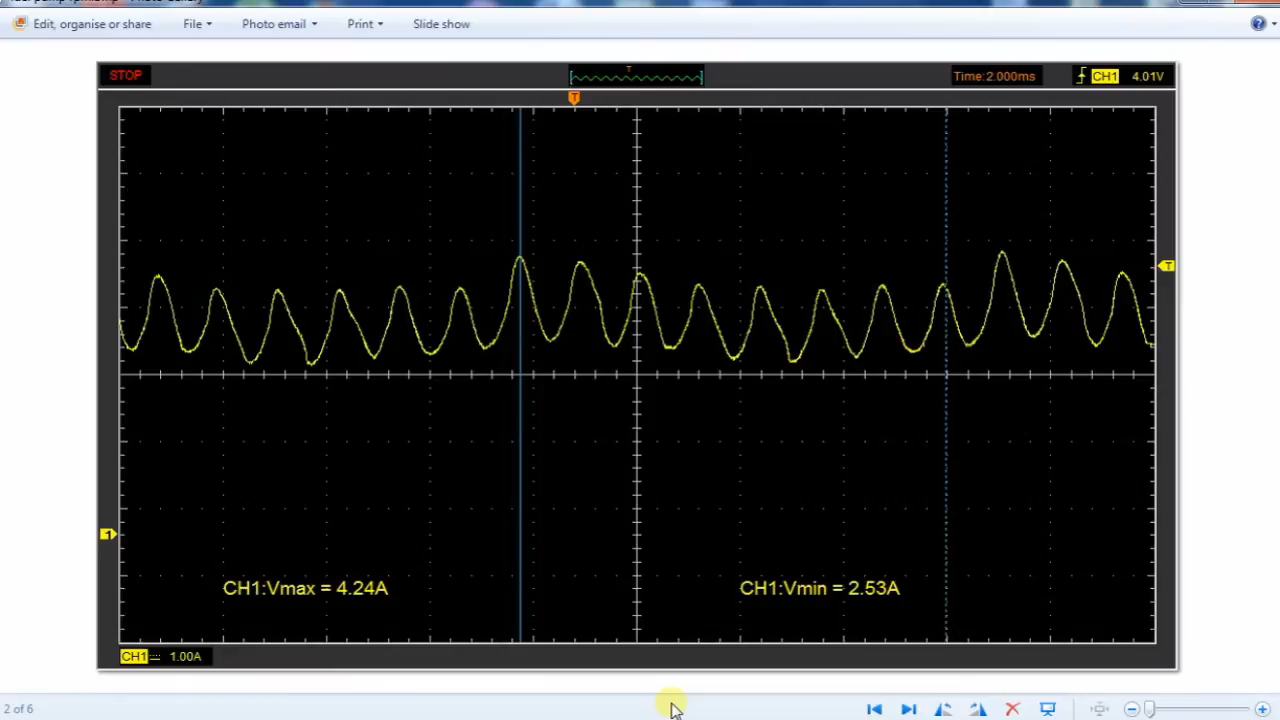 Edit, organise or share File Photo email Print Slide show
STOP T Time:2.000ms CH1 4.01V
T
T
1
CH1:Vmax = 4.24A CH1:Vmin = 2.53A
CH1 1.00A
2 of 6